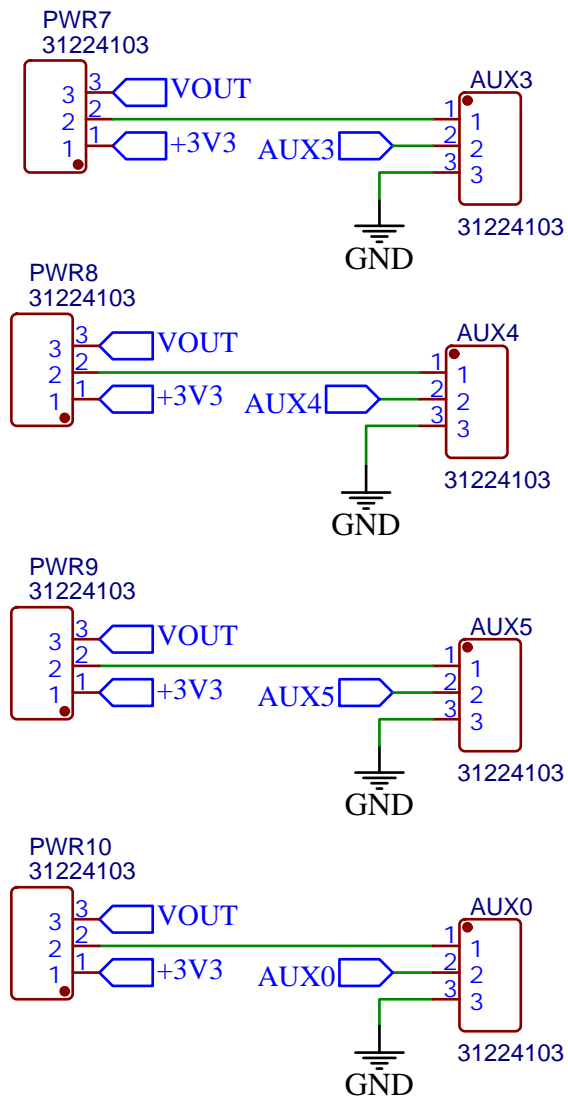 PWR7
31224103
3 3 VOUT
2 2
1 1 +3V3
AUX3
1 1
AUX3 2 2
3 3
31224103
GND
PWR8
31224103
3 3 VOUT
2 2
1 1 +3V3
AUX4
1 1
AUX4 2 2
3 3
31224103
GND
PWR9
31224103
3 3 VOUT
2 2
1 1 +3V3
AUX5
1 1
AUX5 2 2
3 3
31224103
GND
PWR10
31224103
3 3 VOUT
2 2
1 1 +3V3
AUX0
1 1
AUX0 2 2
3 3
31224103
GND